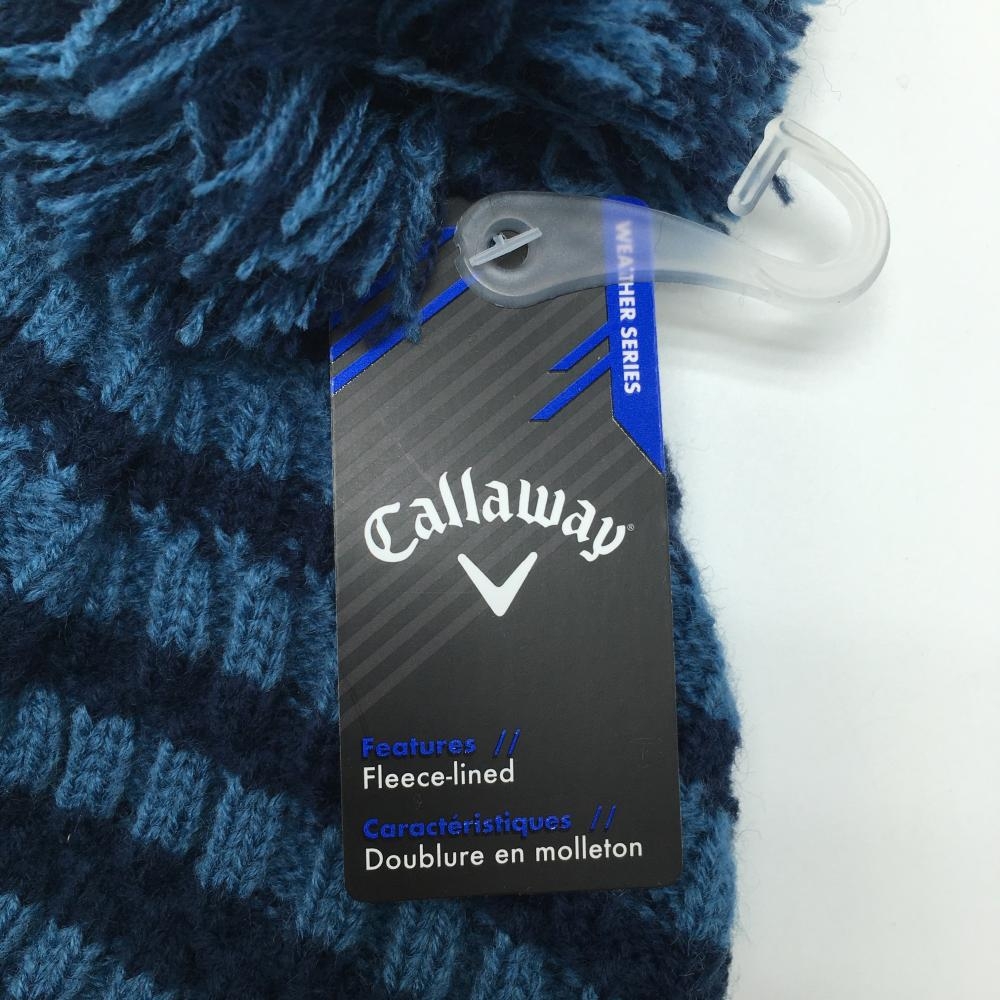 WEATHER SERIES
Callaway®
Features //
Fleece-lined
Caractéristiques //
Doublure en molleton